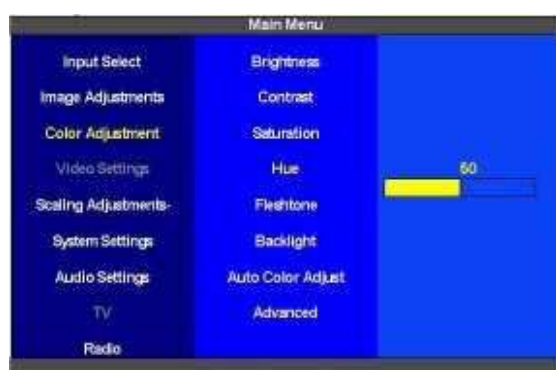 Main Menu
Input Select
Image Adjustments
Color Adjustment
Video Settings
Scaling Adjustments-
System Settings
Audio Settings
TV
Radio
Brightness
Contrast
Saturation
Hue
Fleshtone
Backlight
Auto Color Adjust
Advanced
50